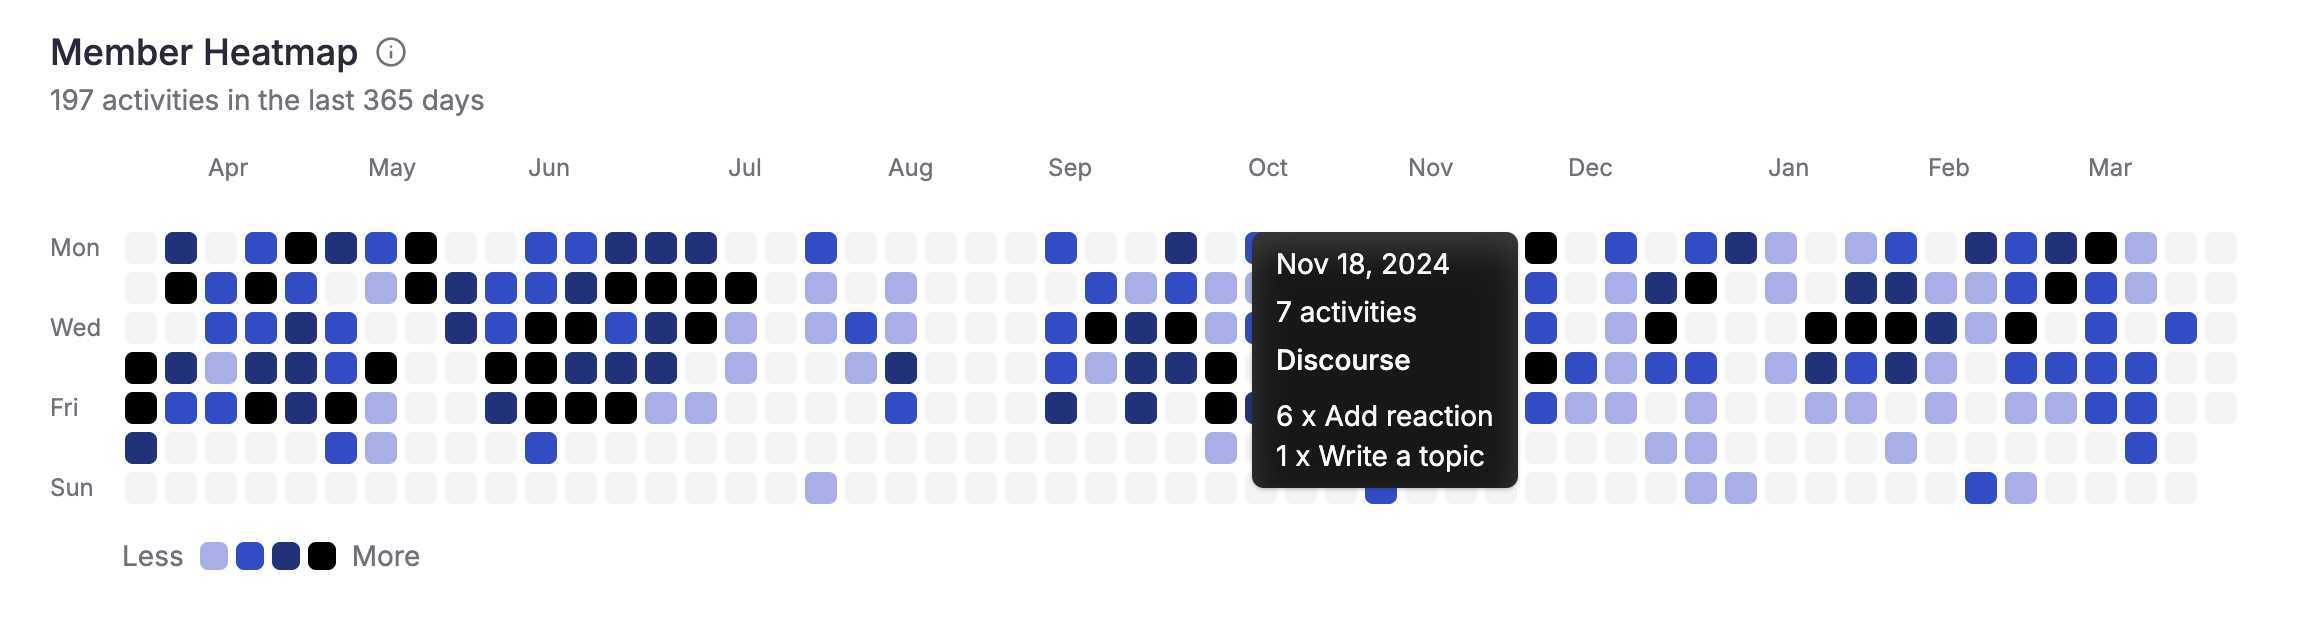 Member Heatmap
197 activities in the last 365 days
Apr May Jun Jul Aug Sep Oct Nov Dec Jan Feb Mar
Mon
Nov 18, 2024
7 activities
Wed
Discourse
Fri
6 x Add reaction
1 x Write a topic
Sun
Less More